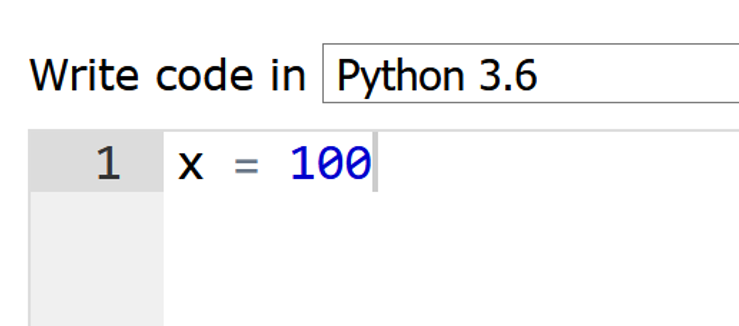 Write code in Python 3.6
1 x = 100